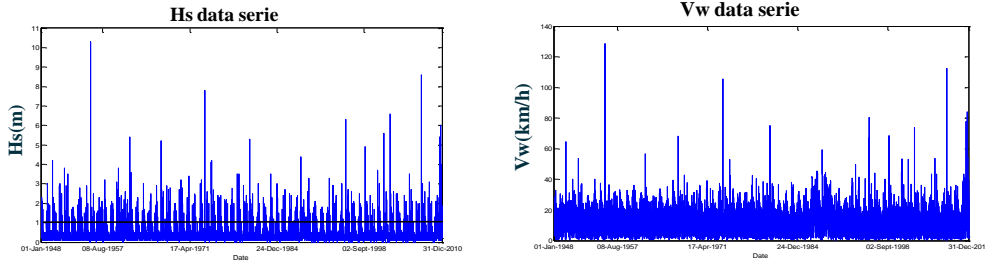 Hs data serie
Hs(m)
11
10
9
8
7
6
5
4
3
2
1
0
01-Jan-1948 08-Aug-1957 17-Apr-1971 24-Dec-1984 02-Sept-1998 31-Dic-2010
Date
Vw data serie
Vw(km/h)
140
120
100
80
60
40
20
0
01-Jan-1948 08-Aug-1957 17-Apr-1971 24-Dec-1984 02-Sept-1998 31-Dec-201
Date